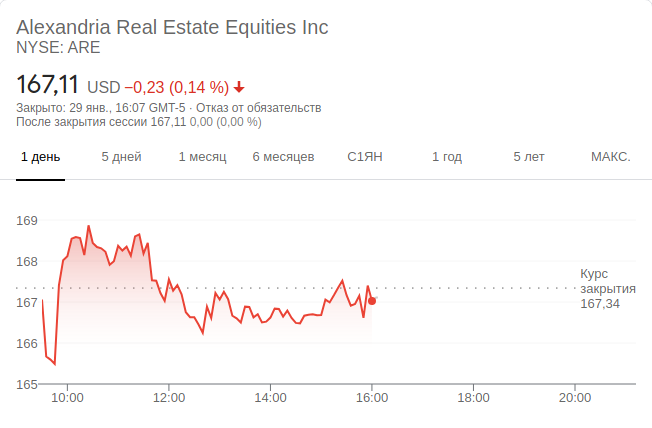 Alexandria Real Estate Equities Inc
NYSE: ARE
167,11 USD −0,23 (0,14 %)
Закрыто: 29 янв., 16:07 GMT-5 · Отказ от обязательств
После закрытия сессии 167,11 0,00 (0,00 %)
1 день 5 дней 1 месяц 6 месяцев С1ЯН 1 год 5 лет МАКС.
169
168
Курс
закрытия
167,34
167
166
165
10:00 12:00 14:00 16:00 18:00 20:00